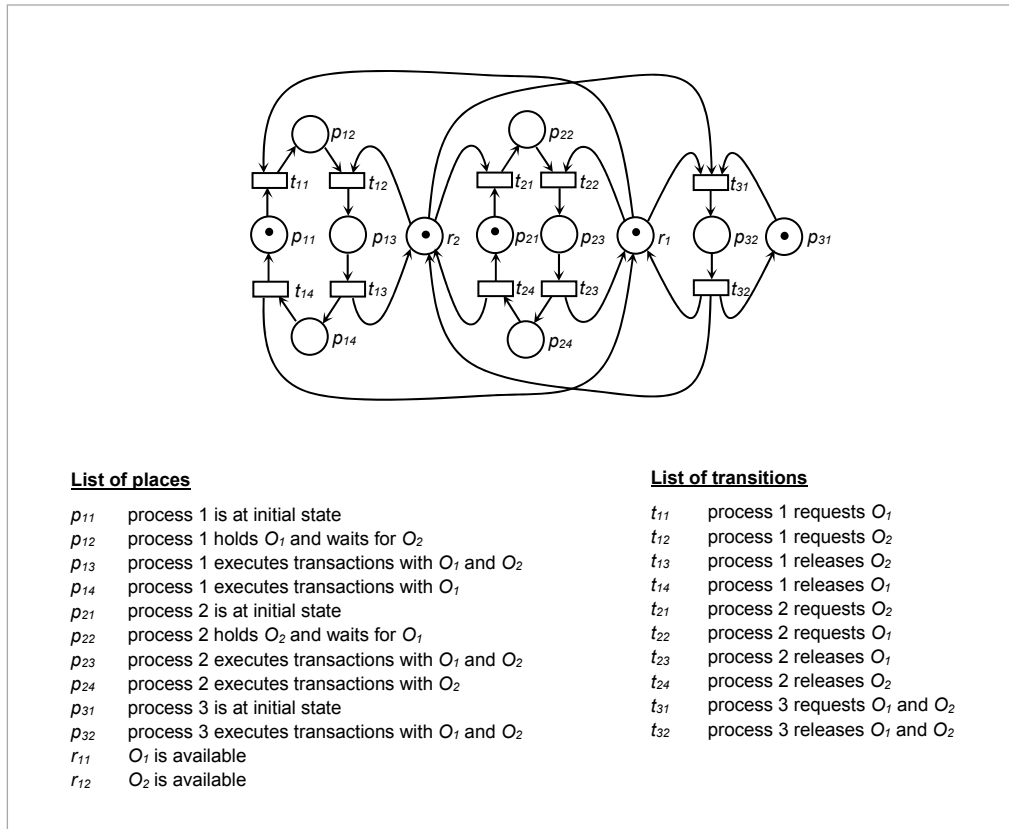 p12
p22
t11
t12
t21
t22
t31
p11
p13
r2
p21
p23
r1
p32
p31
t14
t13
t24
t23
t32
p14
p24
List of places
p11 process 1 is at initial state
p12 process 1 holds O1 and waits for O2
p13 process 1 executes transactions with O1 and O2
p14 process 1 executes transactions with O1
p21 process 2 is at initial state
p22 process 2 holds O2 and waits for O1
p23 process 2 executes transactions with O1 and O2
p24 process 2 executes transactions with O2
p31 process 3 is at initial state
p32 process 3 executes transactions with O1 and O2
r11 O1 is available
r12 O2 is available
List of transitions
t11 process 1 requests O1
t12 process 1 requests O2
t13 process 1 releases O2
t14 process 1 releases O1
t21 process 2 requests O2
t22 process 2 requests O1
t23 process 2 releases O1
t24 process 2 releases O2
t31 process 3 requests O1 and O2
t32 process 3 releases O1 and O2